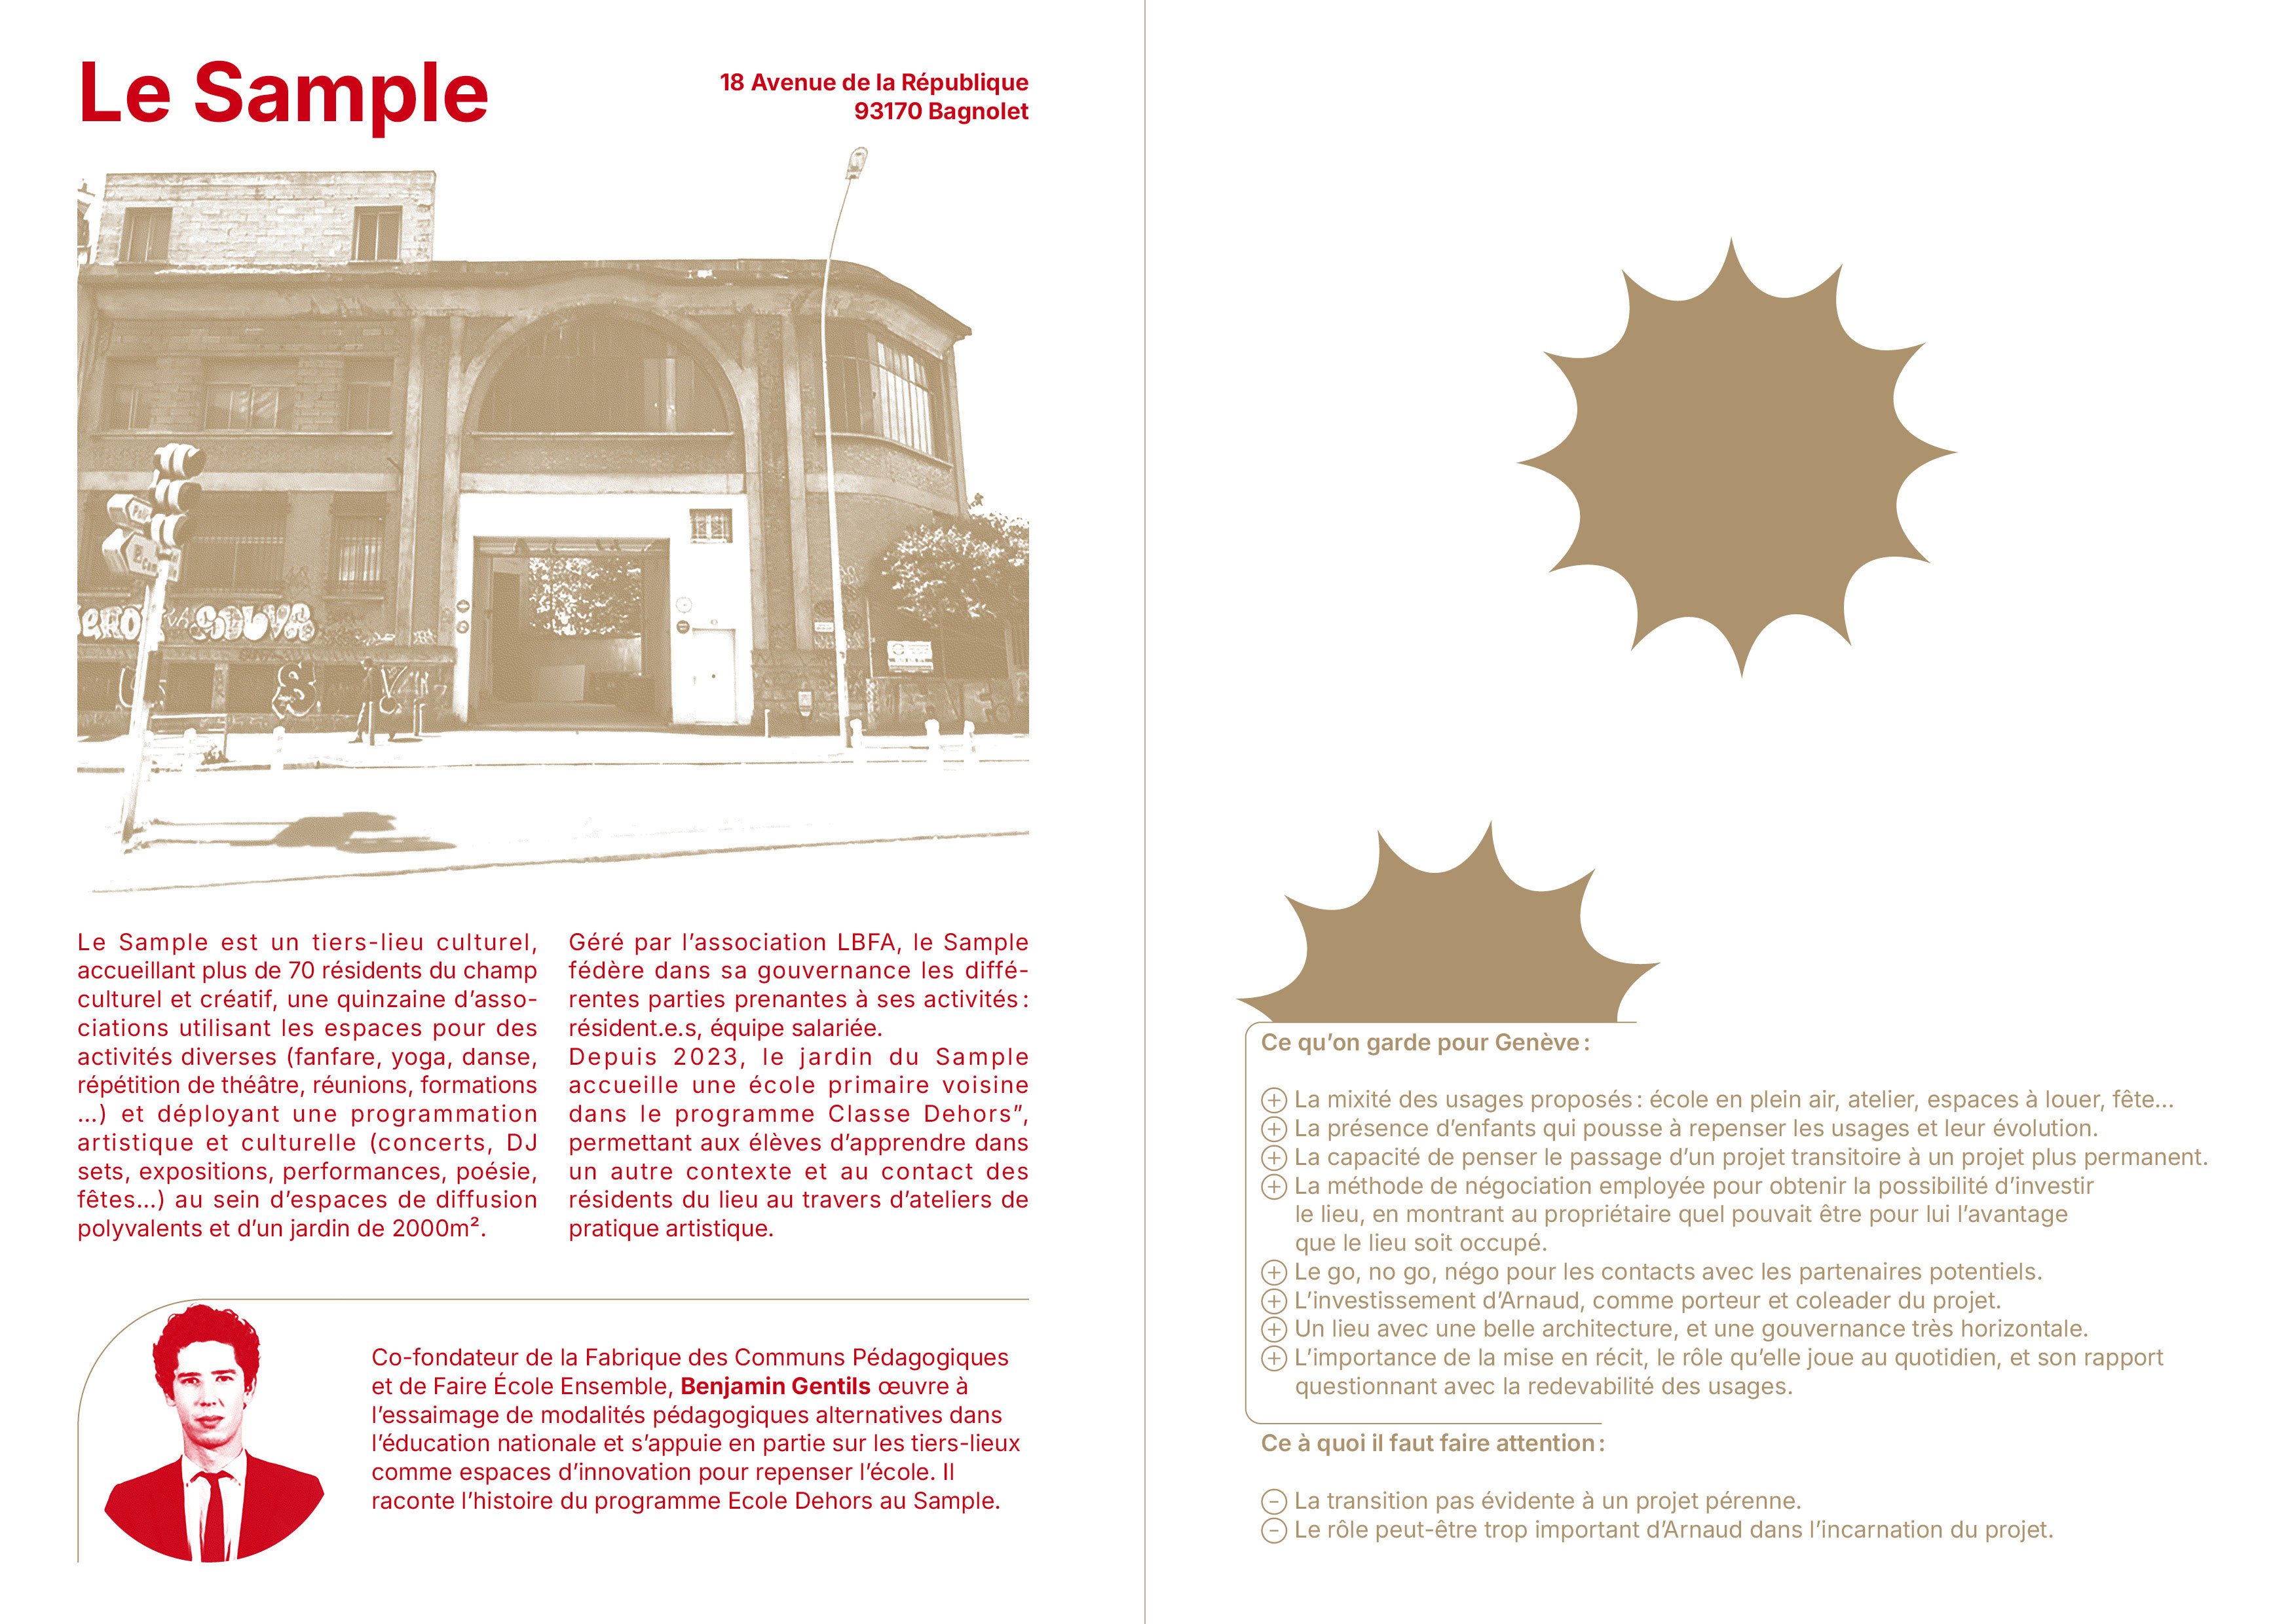 Le Sample
18 Avenue de la République
93170 Bagnolet
Le Sample est un tiers-lieu culturel,
accueillant plus de 70 résidents du champ
culturel et créatif, une quinzaine d’asso-
ciations utilisant les espaces pour des
activités diverses (fanfare, yoga, danse,
répétition de théâtre, réunions, formations
…) et déployant une programmation
artistique et culturelle (concerts, DJ
sets, expositions, performances, poésie,
fêtes…) au sein d’espaces de diffusion
polyvalents et d’un jardin de 2000m².
Géré par l’association LBFA, le Sample
fédère dans sa gouvernance les diffé-
rentes parties prenantes à ses activités :
résident.e.s, équipe salariée.
Depuis 2023, le jardin du Sample
accueille une école primaire voisine
dans le programme Classe Dehors”,
permettant aux élèves d’apprendre dans
un autre contexte et au contact des
résidents du lieu au travers d’ateliers de
pratique artistique.
Co-fondateur de la Fabrique des Communs Pédagogiques
et de Faire École Ensemble, Benjamin Gentils œuvre à
l’essaimage de modalités pédagogiques alternatives dans
l’éducation nationale et s’appuie en partie sur les tiers-lieux
comme espaces d’innovation pour repenser l’école. Il
raconte l’histoire du programme Ecole Dehors au Sample.
Ce qu’on garde pour Genève :
⊕ La mixité des usages proposés : école en plein air, atelier, espaces à louer, fête…
⊕ La présence d’enfants qui pousse à repenser les usages et leur évolution.
⊕ La capacité de penser le passage d’un projet transitoire à un projet plus permanent.
⊕ La méthode de négociation employée pour obtenir la possibilité d’investir
le lieu, en montrant au propriétaire quel pouvait être pour lui l’avantage
que le lieu soit occupé.
⊕ Le go, no go, négo pour les contacts avec les partenaires potentiels.
⊕ L’investissement d’Arnaud, comme porteur et coleader du projet.
⊕ Un lieu avec une belle architecture, et une gouvernance très horizontale.
⊕ L’importance de la mise en récit, le rôle qu’elle joue au quotidien, et son rapport
questionnant avec la redevabilité des usages.
Ce à quoi il faut faire attention :
⊖ La transition pas évidente à un projet pérenne.
⊖ Le rôle peut-être trop important d’Arnaud dans l’incarnation du projet.